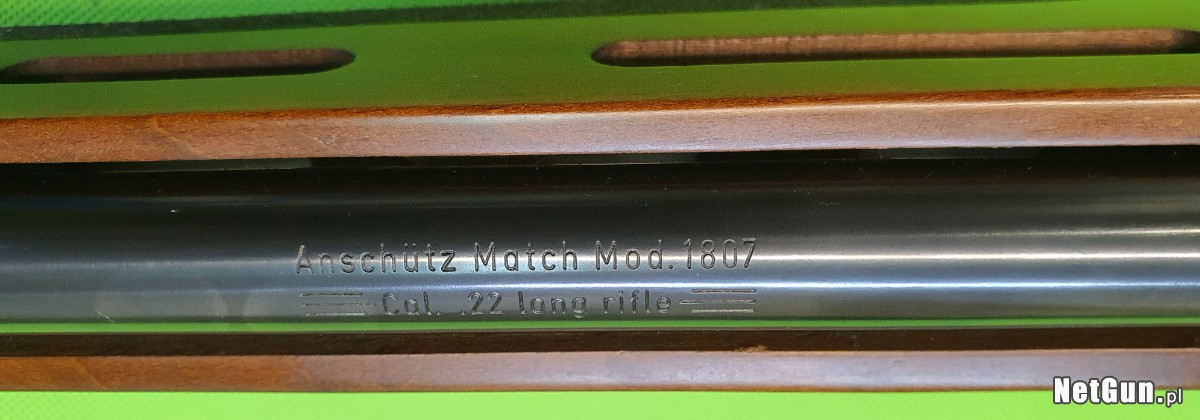 Anschütz Match Mod. 1807
Cal. .22 long rifle
NetGun.pl